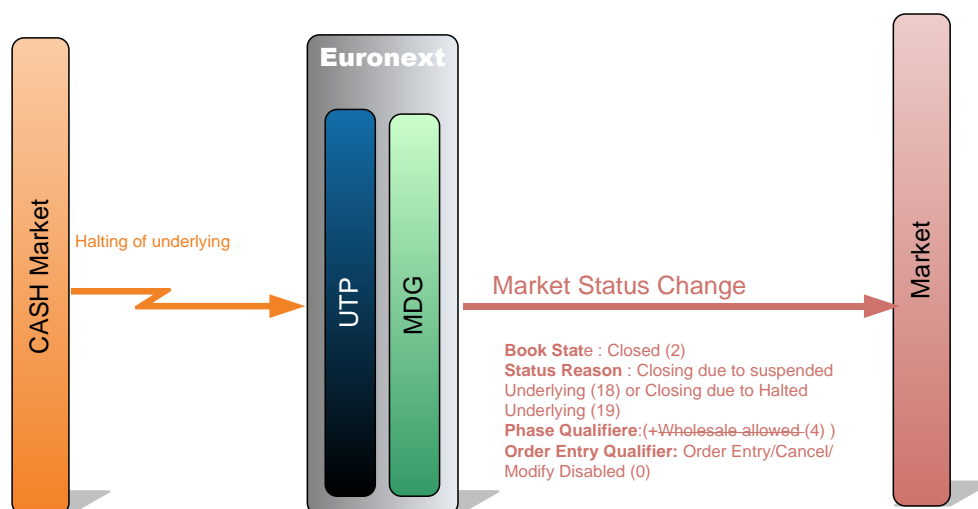 Euronext
CASH Market
Halting of underlying
UTP
MDG
Market Status Change
Market
Book State : Closed (2)
Status Reason : Closing due to suspended
Underlying (18) or Closing due to Halted
Underlying (19)
Phase Qualifiere:(+Wholesale allowed (4) )
Order Entry Qualifier: Order Entry/Cancel/
Modify Disabled (0)